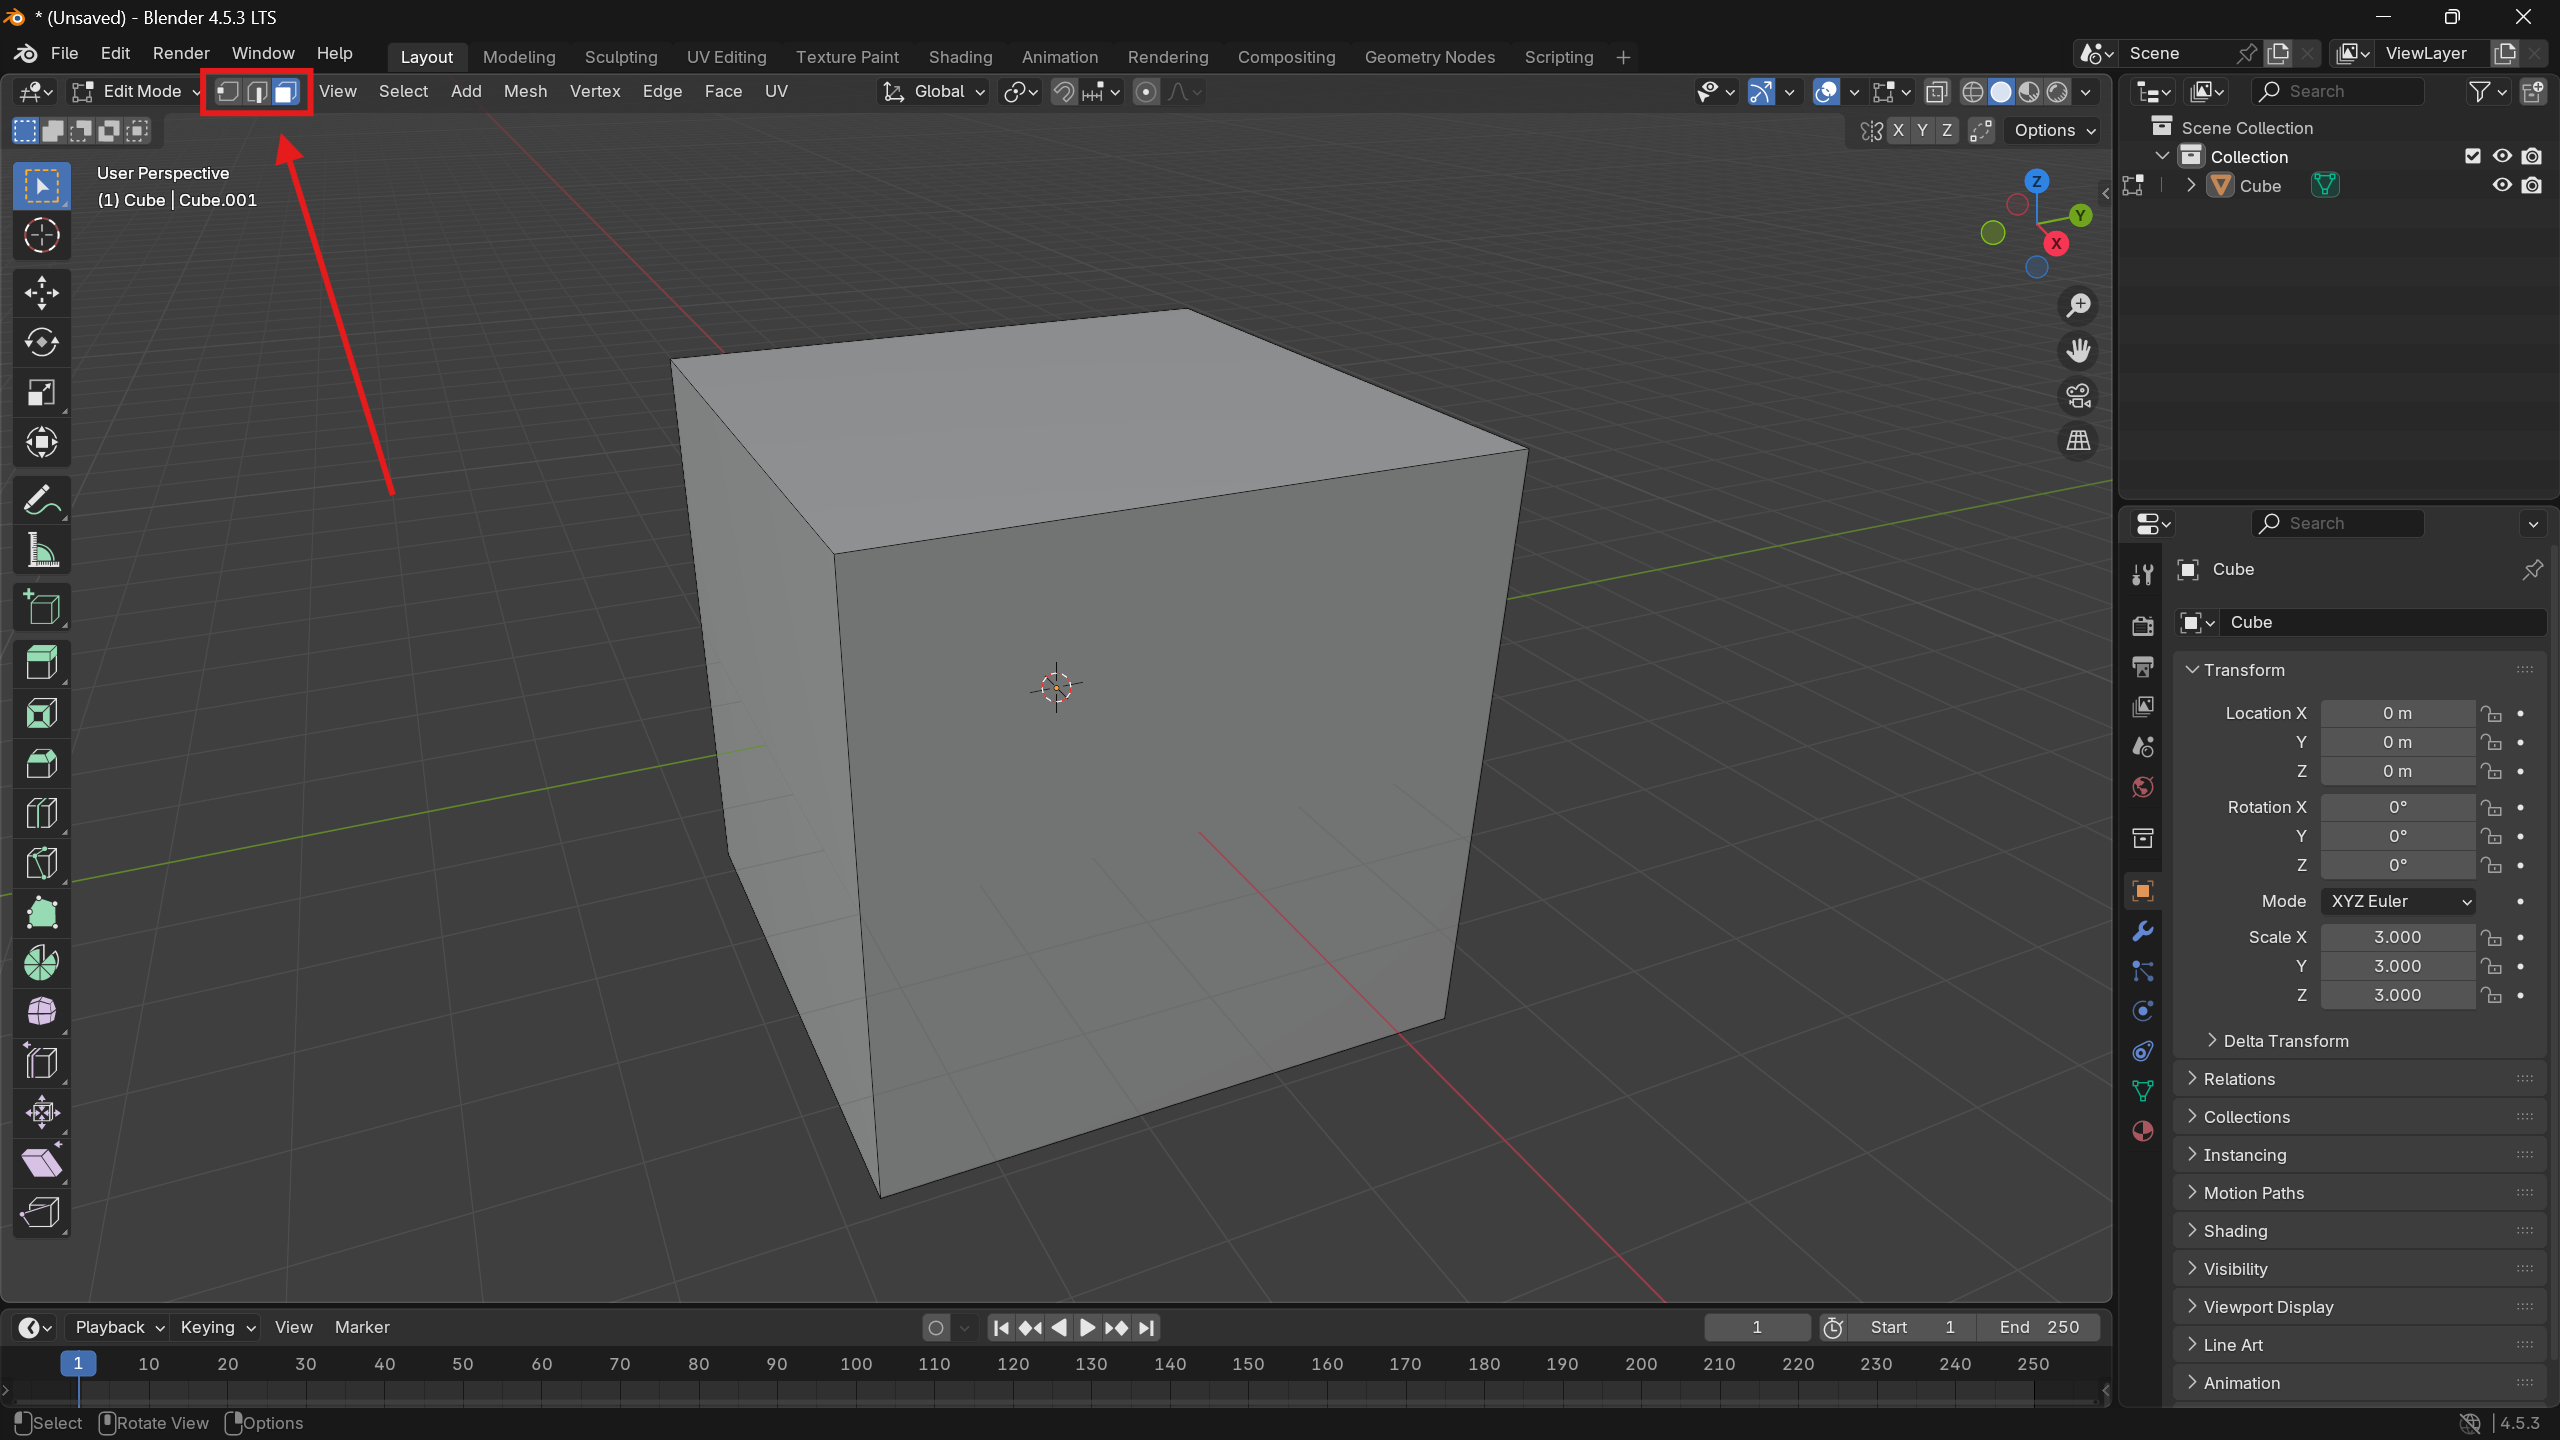 * (Unsaved) - Blender 4.5.3 LTS
File Edit Render Window Help Layout Modeling Sculpting UV Editing Texture Paint Shading Animation Rendering Compositing Geometry Nodes Scripting + Scene ViewLayer
Edit Mode View Select Add Mesh Vertex Edge Face UV Global Search
X Y Z Options
Scene Collection
Collection
Cube
User Perspective
(1) Cube | Cube.001
Z
Y
X
Search
Cube
Cube
Transform
Location X 0 m
Y 0 m
Z 0 m
Rotation X 0°
Y 0°
Z 0°
Mode XYZ Euler
Scale X 3.000
Y 3.000
Z 3.000
Delta Transform
Relations
Collections
Instancing
Motion Paths
Shading
Visibility
Viewport Display
Line Art
Animation
Playback Keying View Marker 1 Start 1 End 250
1 10 20 30 40 50 60 70 80 90 100 110 120 130 140 150 160 170 180 190 200 210 220 230 240 250
Select Rotate View Options 4.5.3